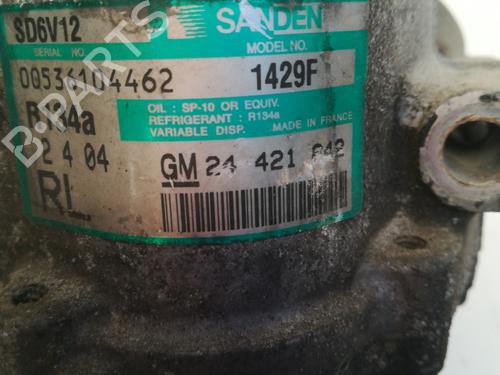 SD6V12
SANDEN
SERIAL NO
MODEL NO.
00536104462
1429F
R134a
OIL : SP-10 OR EQUIV.
REFRIGERANT : R134a
VARIABLE DISP. MADE IN FRANCE
2 4 04
GM 24 421 642
RI
B-Parts